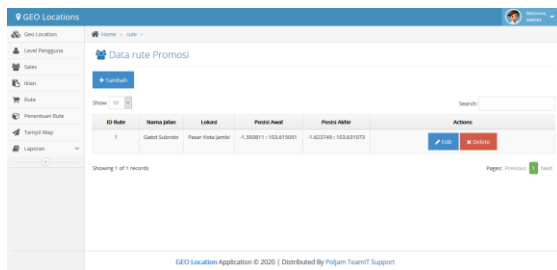 GEO Locations
Welcome,
Geo Location
Level Pengguna
Sales
Iklan
Rute
Penentuan Rute
Tampil Map
Laporan
Home > rute >
Data rute Promosi
+ Tambah
Show 10
Search:
ID Rute Nama Jalan Lokasi Posisi Awal Posisi Akhir Actions
1 Gatot Subroto Pasar Kota Jambi -1.593811 : 103.615051 -1.623749 : 103.631073 Edit Delete
Showing 1 of 1 records
Pages: Previous 1 Next
GEO Location Application © 2020 | Distributed By Poljam TeamIT Support